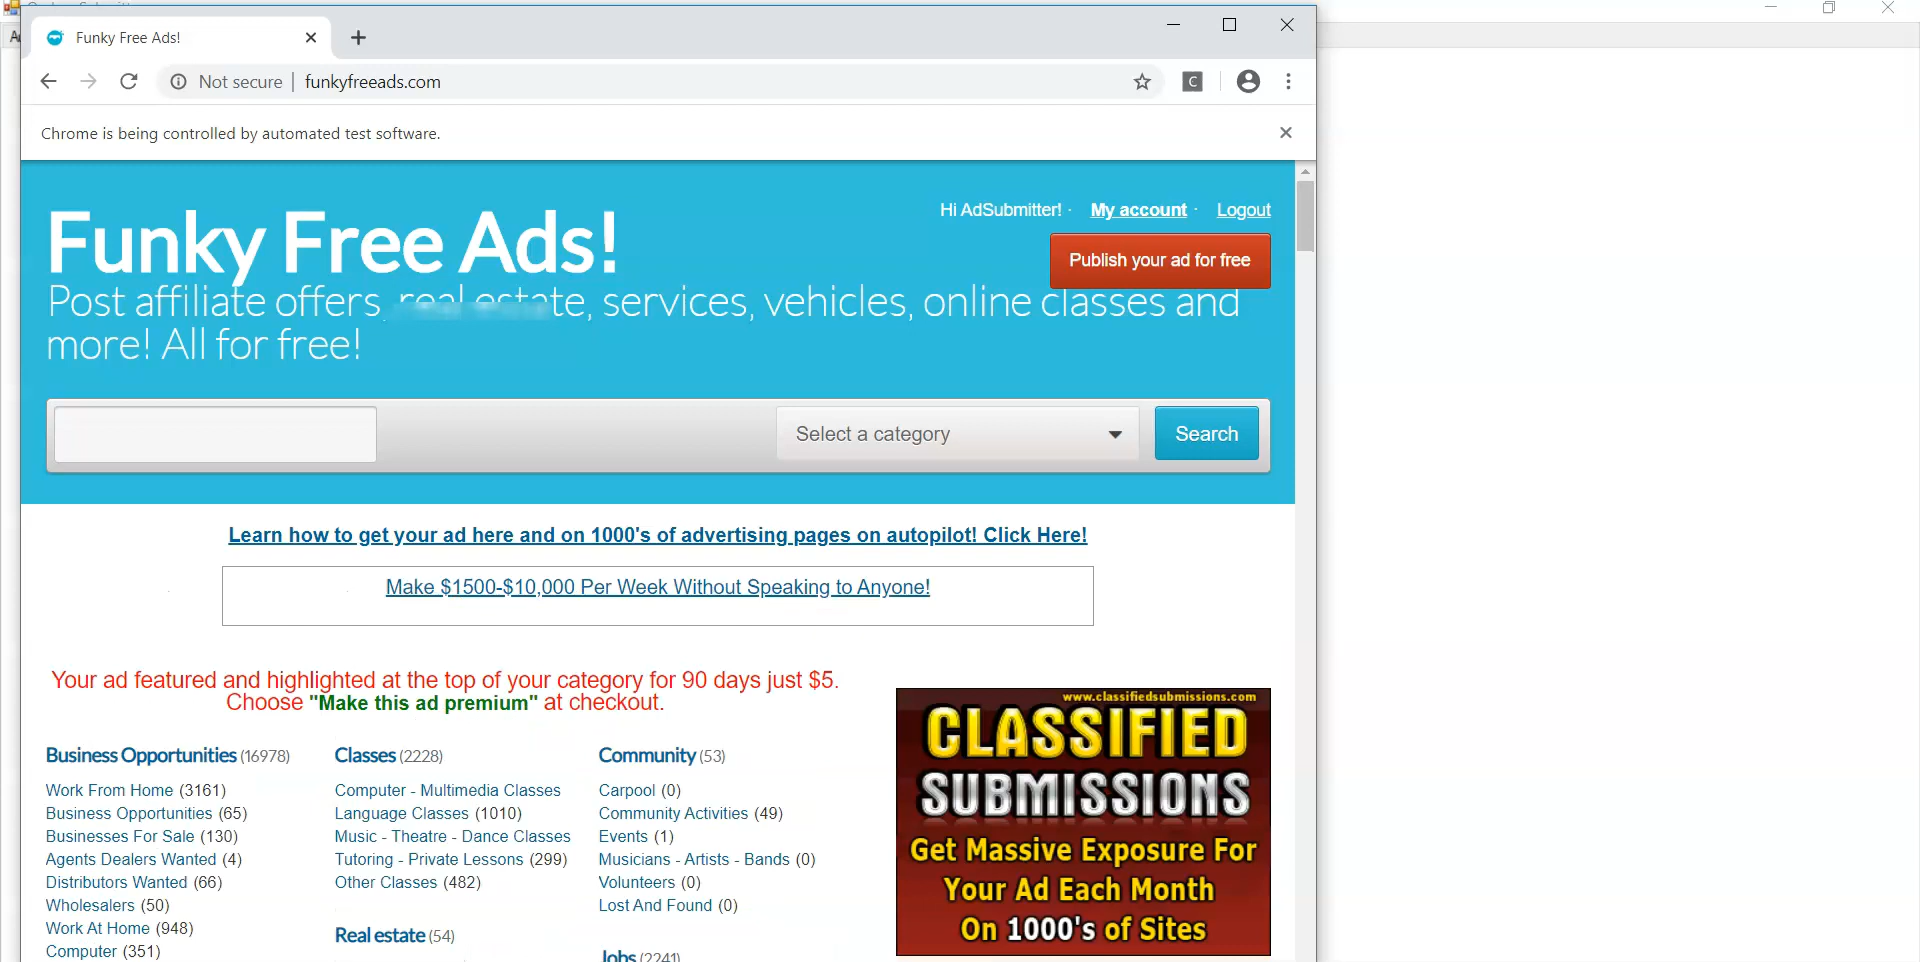 Funky Free Ads!
Not secure | funkyfreeads.com
C
Chrome is being controlled by automated test software.
Hi AdSubmitter! · My account · Logout
Funky Free Ads!
Publish your ad for free
Post affiliate offers, real estate, services, vehicles, online classes and
more! All for free!
Select a category
Search
Learn how to get your ad here and on 1000's of advertising pages on autopilot! Click Here!
Make $1500-$10,000 Per Week Without Speaking to Anyone!
Your ad featured and highlighted at the top of your category for 90 days just $5.
Choose "Make this ad premium" at checkout.
Business Opportunities (16978)
Work From Home (3161)
Business Opportunities (65)
Businesses For Sale (130)
Agents Dealers Wanted (4)
Distributors Wanted (66)
Wholesalers (50)
Work At Home (948)
Computer (351)
Classes (2228)
Computer - Multimedia Classes
Language Classes (1010)
Music - Theatre - Dance Classes
Tutoring - Private Lessons (299)
Other Classes (482)
Real estate (54)
Community (53)
Carpool (0)
Community Activities (49)
Events (1)
Musicians - Artists - Bands (0)
Volunteers (0)
Lost And Found (0)
Jobs (2241)
www.classifiedsubmissions.com
CLASSIFIED
SUBMISSIONS
Get Massive Exposure For
Your Ad Each Month
On 1000's of Sites